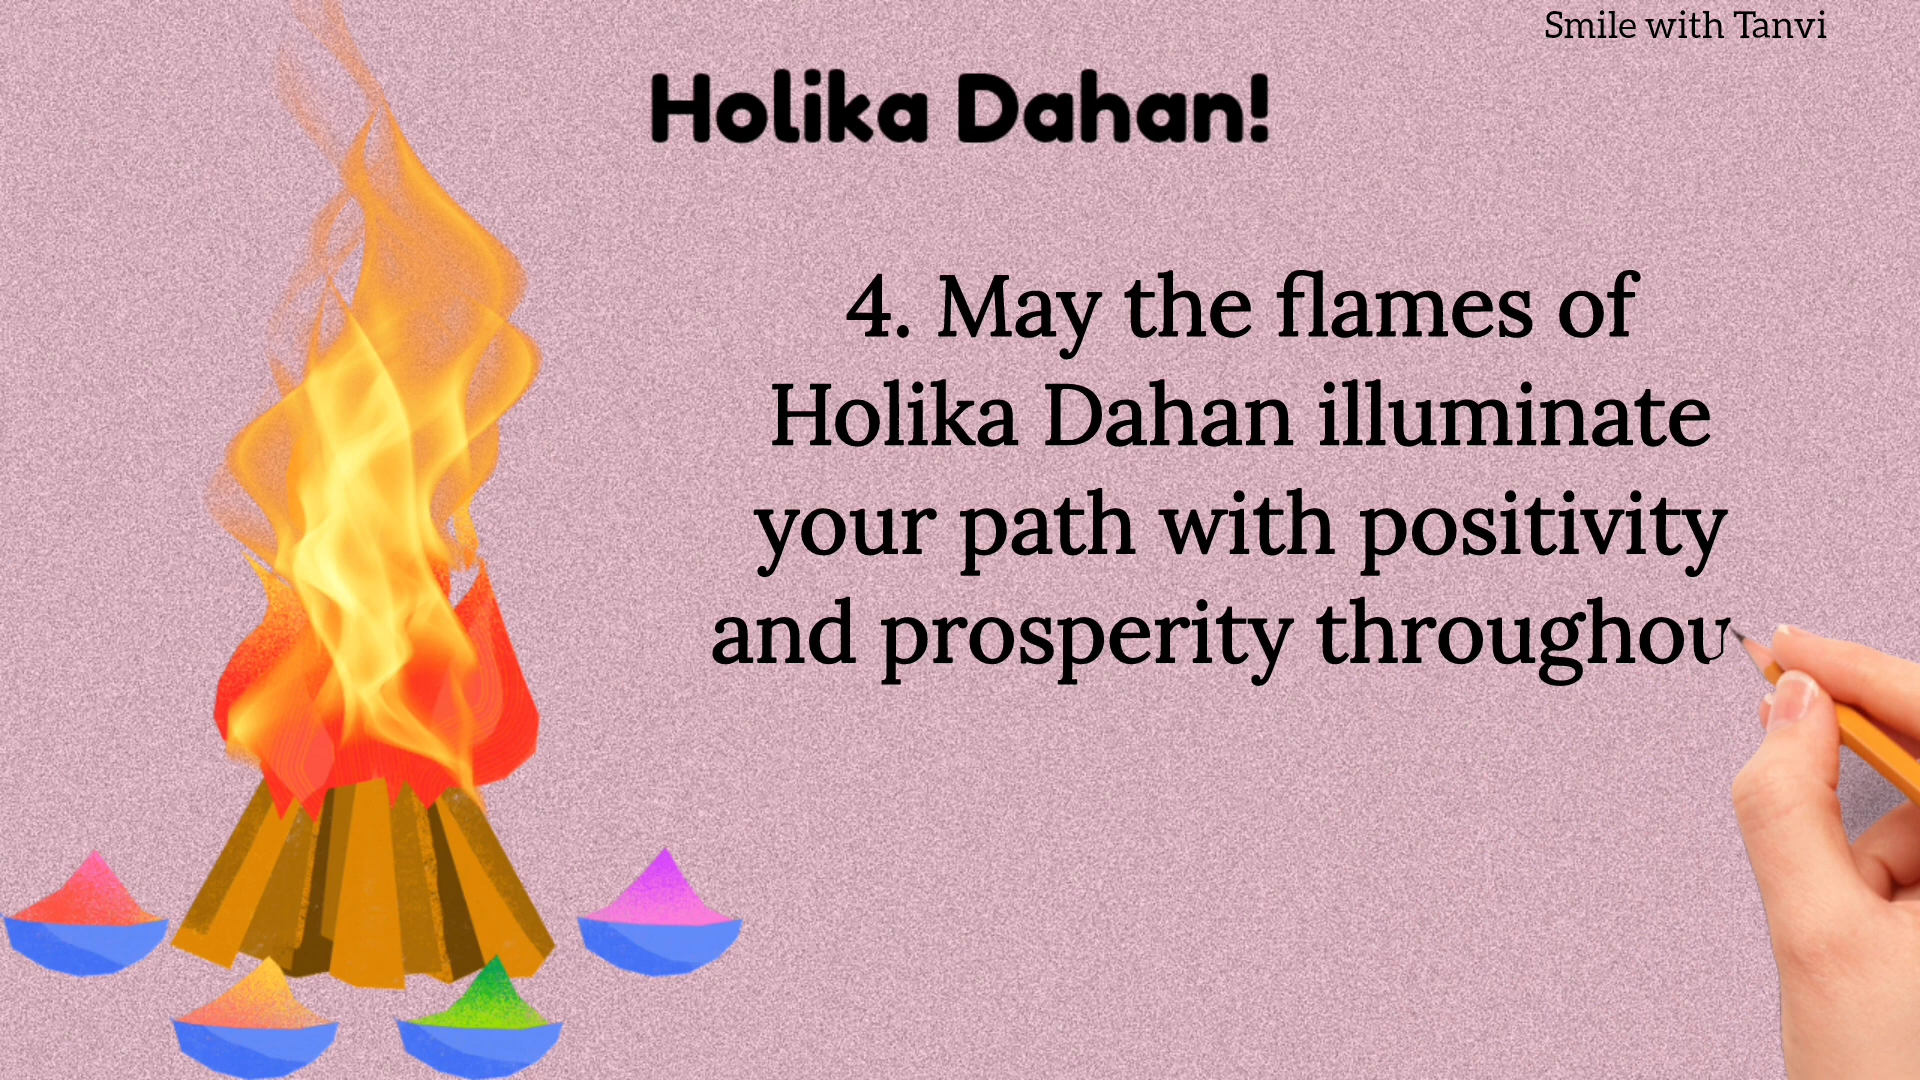 Smile with Tanvi
Holika Dahan!
4. May the flames of
Holika Dahan illuminate
your path with positivity
and prosperity throughou